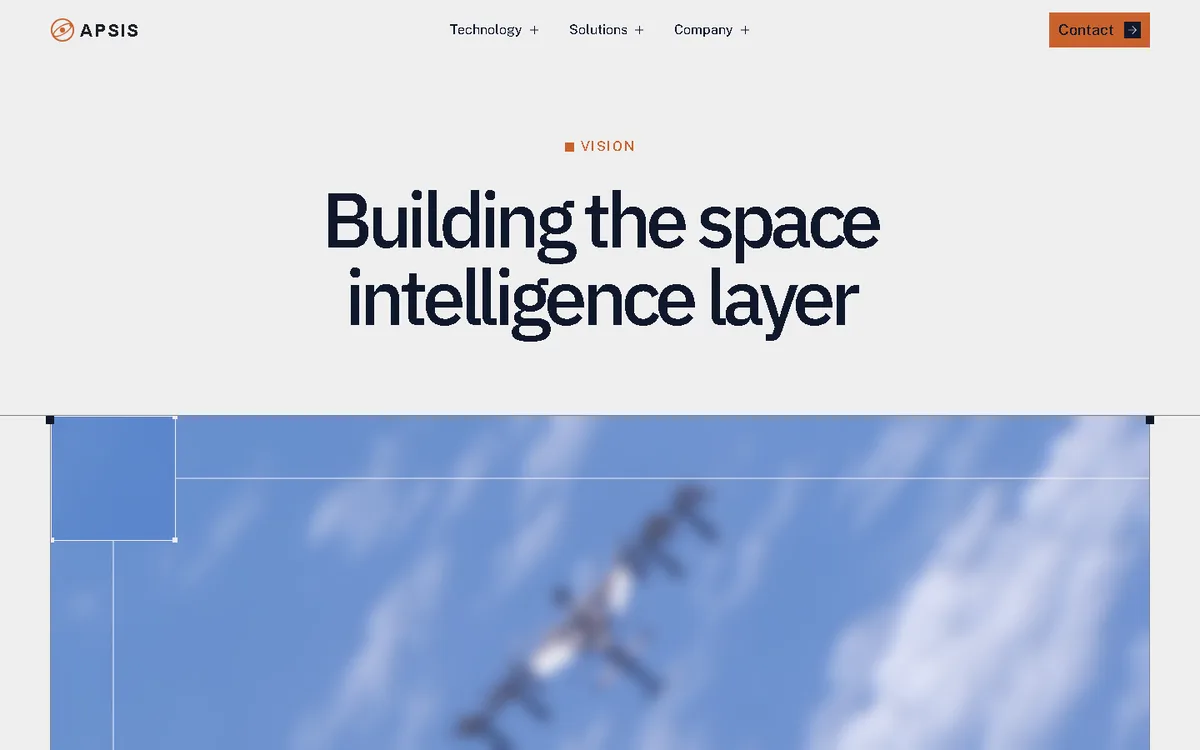 APSIS
Technology +
Solutions +
Company +
Contact
VISION
Building the space
intelligence layer